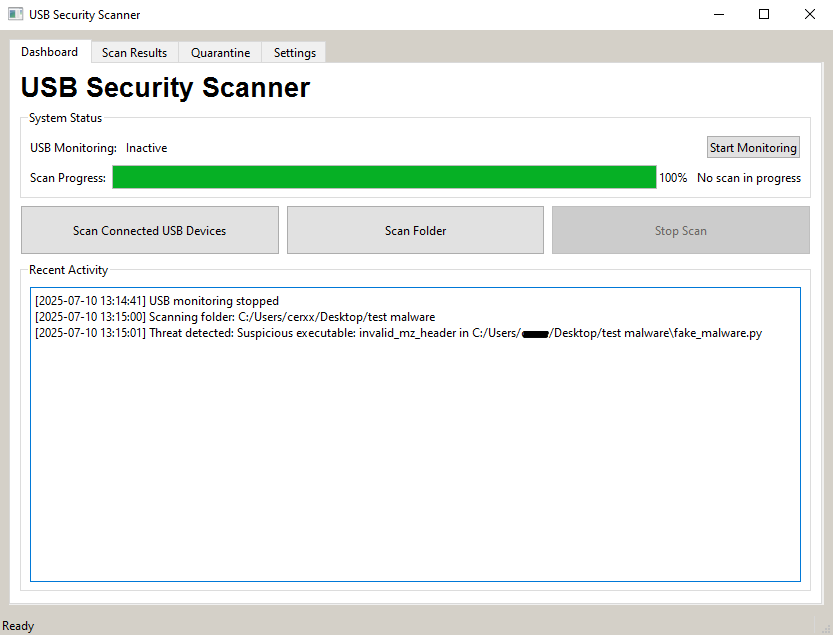 USB Security Scanner
Dashboard Scan Results Quarantine Settings
USB Security Scanner
System Status
USB Monitoring: Inactive Start Monitoring
Scan Progress: 100% No scan in progress
Scan Connected USB Devices Scan Folder Stop Scan
Recent Activity
[2025-07-10 13:14:41] USB monitoring stopped
[2025-07-10 13:15:00] Scanning folder: C:/Users/cerxx/Desktop/test malware
[2025-07-10 13:15:01] Threat detected: Suspicious executable: invalid_mz_header in C:/Users/ /Desktop/test malware\fake_malware.py
Ready